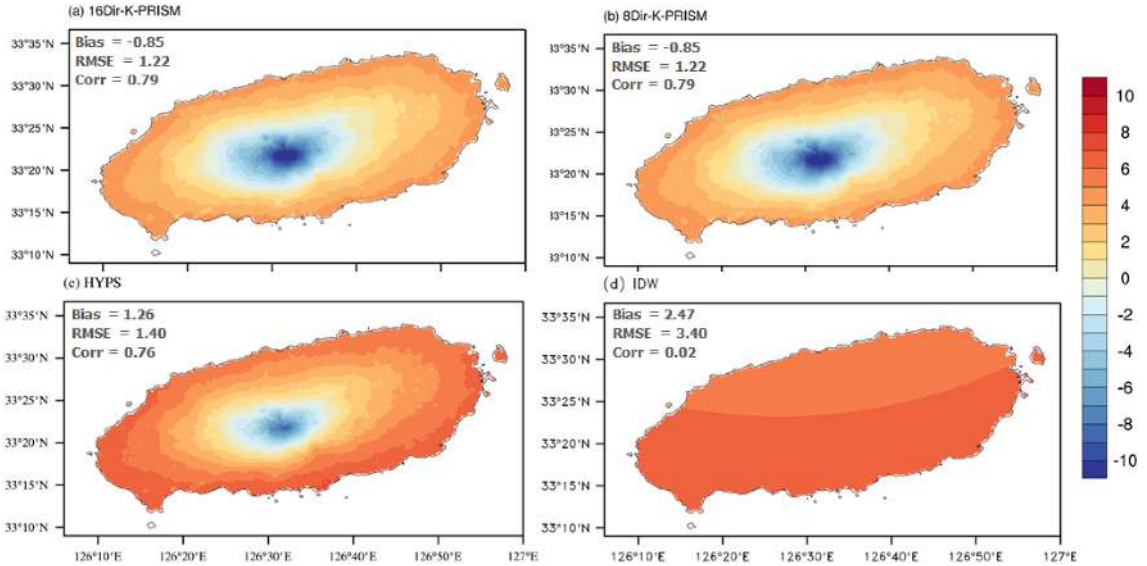 (a) 16Dir-K-PRISM
Bias = -0.85
RMSE = 1.22
Corr = 0.79
33°35'N
33°30'N
33°25'N
33°20'N
33°15'N
33°10'N
(b) 8Dir-K-PRISM
Bias = -0.85
RMSE = 1.22
Corr = 0.79
33°35'N
33°30'N
33°25'N
33°20'N
33°15'N
33°10'N
(c) HYPS
Bias = 1.26
RMSE = 1.40
Corr = 0.76
33°35'N
33°30'N
33°25'N
33°20'N
33°15'N
33°10'N
126°10'E
126°20'E
126°30'E
126°40'E
126°50'E
127°E
(d) IDW
Bias = 2.47
RMSE = 3.40
Corr = 0.02
33°35'N
33°30'N
33°25'N
33°20'N
33°15'N
33°10'N
126°10'E
126°20'E
126°30'E
126°40'E
126°50'E
127°E
10
8
6
4
2
0
-2
-4
-6
-8
-10